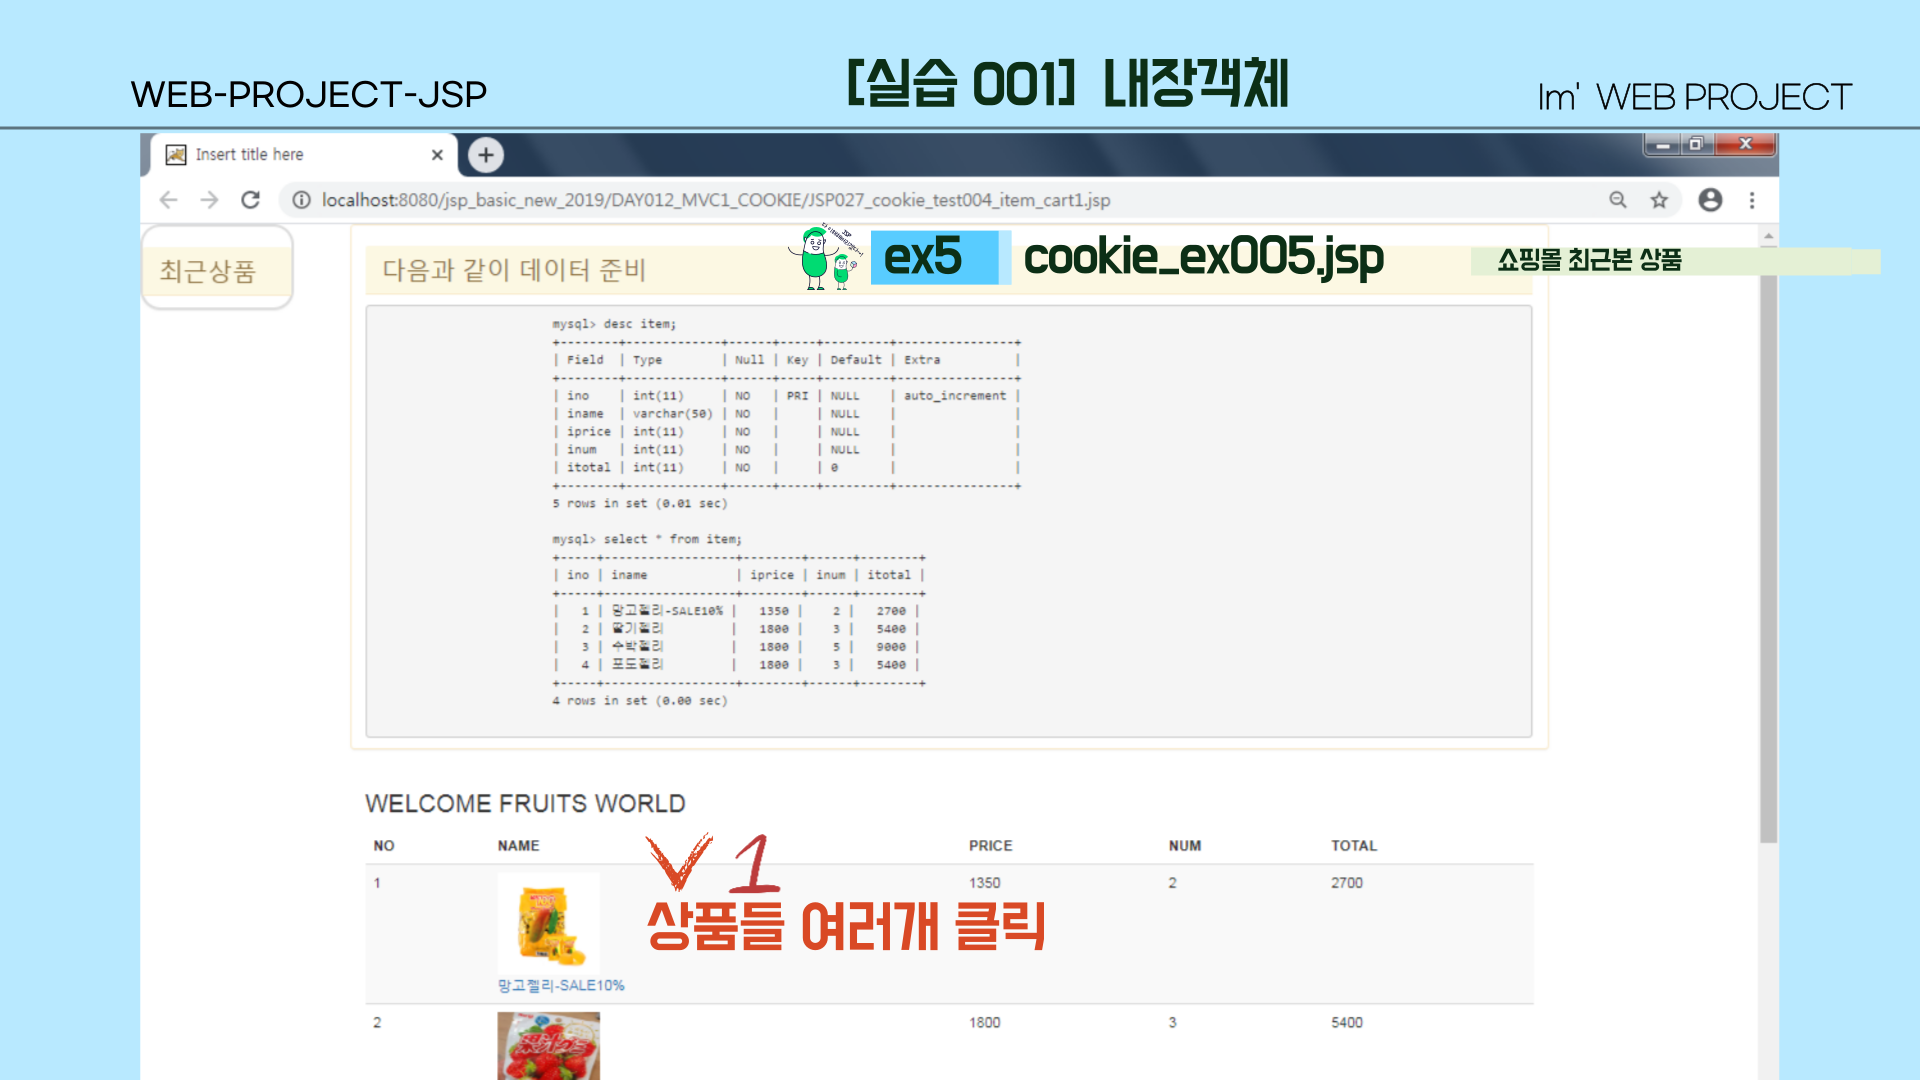 WEB-PROJECT-JSP
[실습 001] 내장객체
Im' WEB PROJECT
Insert title here
localhost:8080/jsp_basic_new_2019/DAY012_MVC1_COOKIE/JSP027_cookie_test004_item_cart1.jsp
최근상품
다음과 같이 데이터 준비
JSP
ex5
cookie_ex005.jsp
쇼핑몰 최근본 상품
mysql> desc item;
+--------+-------------+------+-----+---------+----------------+
| Field | Type | Null | Key | Default | Extra |
+--------+-------------+------+-----+---------+----------------+
| ino | int(11) | NO | PRI | NULL | auto_increment |
| iname | varchar(50) | NO | | NULL | |
| iprice | int(11) | NO | | NULL | |
| inum | int(11) | NO | | NULL | |
| itotal | int(11) | NO | | 0 | |
+--------+-------------+------+-----+---------+----------------+
5 rows in set (0.01 sec)
mysql> select * from item;
+-----+------------------+--------+------+--------+
| ino | iname | iprice | inum | itotal |
+-----+------------------+--------+------+--------+
| 1 | 망고젤리-SALE10% | 1350 | 2 | 2700 |
| 2 | 딸기젤리 | 1800 | 3 | 5400 |
| 3 | 수박젤리 | 1800 | 5 | 9000 |
| 4 | 포도젤리 | 1800 | 3 | 5400 |
+-----+------------------+--------+------+--------+
4 rows in set (0.00 sec)
WELCOME FRUITS WORLD
NO NAME PRICE NUM TOTAL
1 1350 2 2700
1
상품들 여러개 클릭
망고젤리-SALE10%
2 1800 3 5400